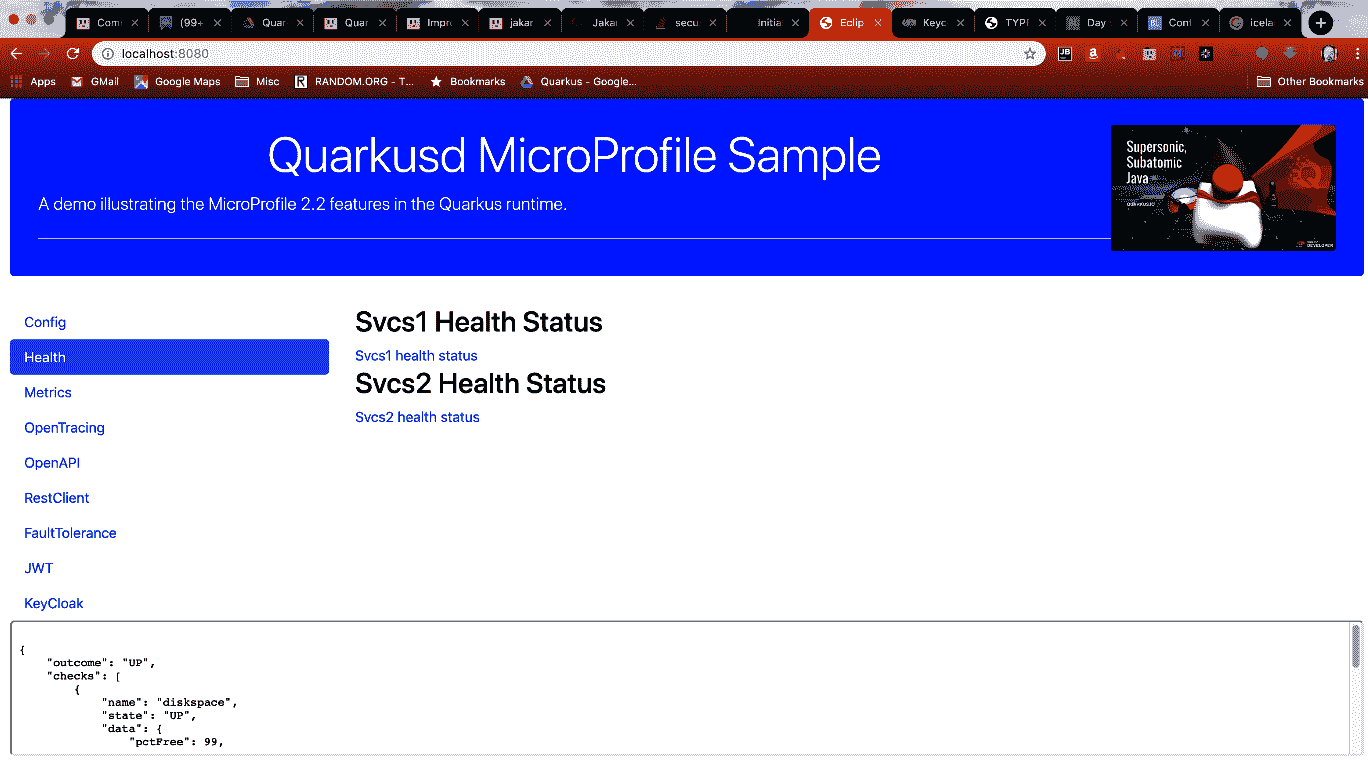 Com (99+ Quar Quar Impro jakar Jakar secu Initia Eclip Keyc TYPI Day Cont icela
localhost:8080
Apps GMail Google Maps Misc RANDOM.ORG - T... Bookmarks Quarkus - Google... Other Bookmarks
Quarkusd MicroProfile Sample
A demo illustrating the MicroProfile 2.2 features in the Quarkus runtime.
Supersonic,
Subatomic
Java
DEVELOPER
Config
Health
Metrics
OpenTracing
OpenAPI
RestClient
FaultTolerance
JWT
KeyCloak
Svcs1 Health Status
Svcs1 health status
Svcs2 Health Status
Svcs2 health status
{
"outcome": "UP",
"checks": [
{
"name": "diskspace",
"state": "UP",
"data": {
"pctFree": 99,